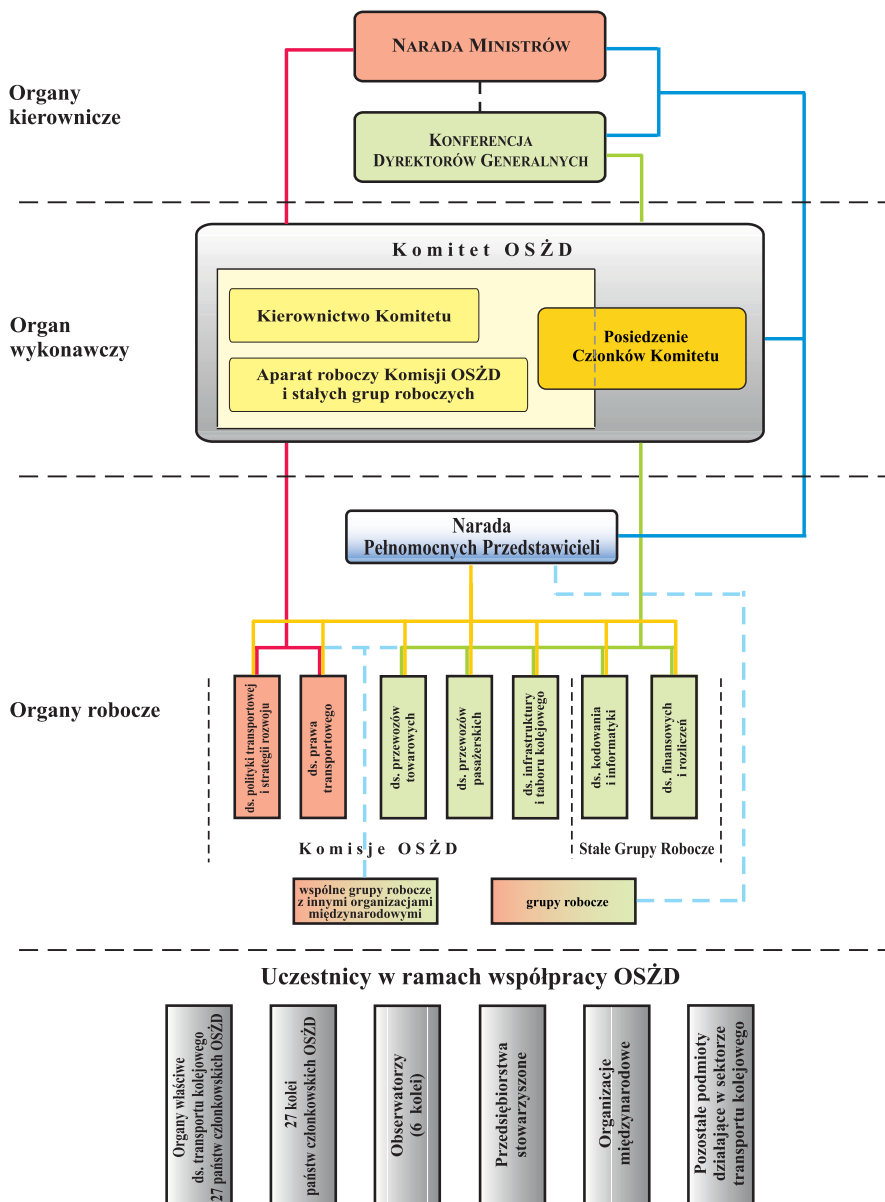 Organy
kierownicze
NARADA MINISTRÓW
KONFERENCJA
DYREKTORÓW GENERALNYCH
Organ
wykonawczy
Komitet OSŻD
Kierownictwo Komitetu
Aparat roboczy Komisji OSŻD
i stałych grup roboczych
Posiedzenie
Członków Komitetu
Narada
Pełnomocnych Przedstawicieli
Organy robocze
ds. polityki transportowej
i strategii rozwoju
ds. prawa
transportowego
ds. przewozów
towarowych
ds. przewozów
pasażerskich
ds. infrastruktury
i taboru kolejowego
ds. kodowania
i informatyki
ds. finansowych
i rozliczeń
Komisje OSŻD
Stałe Grupy Robocze
wspólne grupy robocze
z innymi organizacjami
międzynarodowymi
grupy robocze
Uczestnicy w ramach współpracy OSŻD
Organy właściwe
ds. transportu kolejowego
27 państw członkowskich OSŻD
27 kolei
państw członkowskich OSŻD
Obserwatorzy
(6 kolei)
Przedsiębiorstwa
stowarzyszone
Organizacje
międzynarodowe
Pozostałe podmioty
działające w sektorze
transportu kolejowego